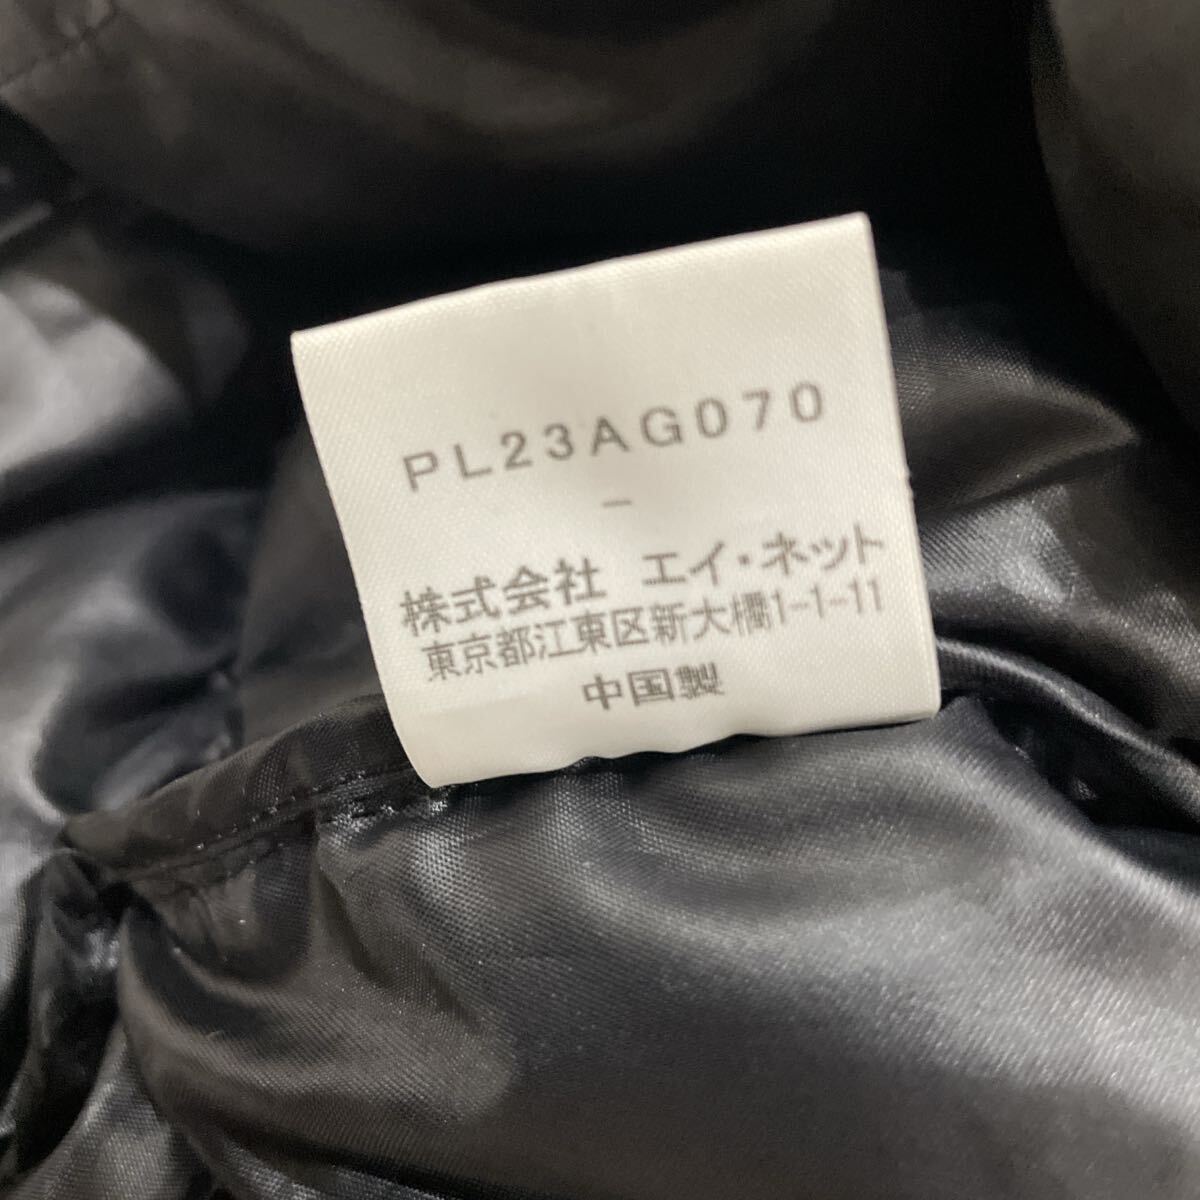 PL23AG070
-
株式会社 エイ・ネット
東京都江東区新大橋1-1-11
中国製